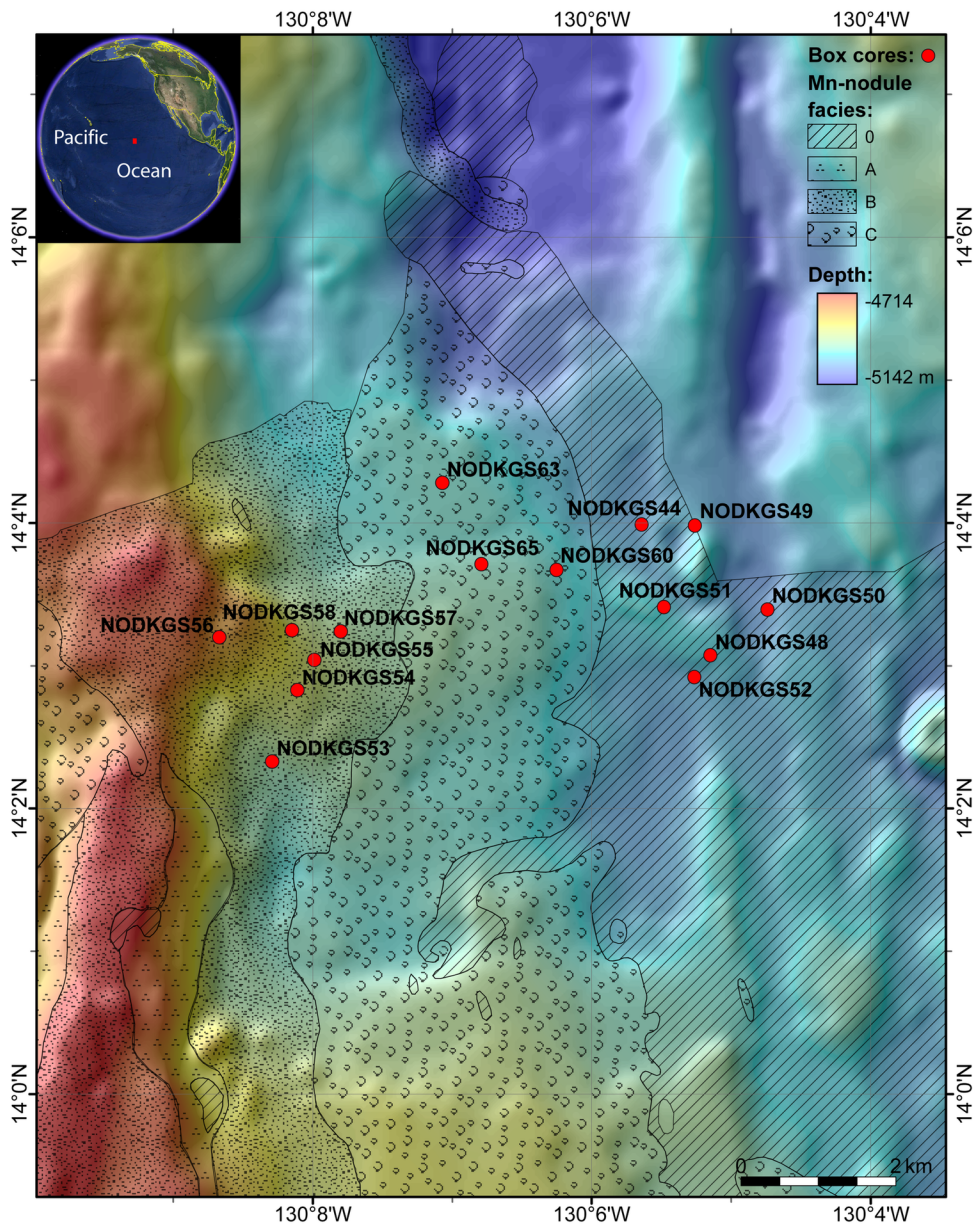 130°8'W
130°6'W
130°4'W
Pacific
Ocean
Box cores:
Mn-nodule
facies:
0
A
B
C
Depth:
-4714
-5142 m
14°6'N
14°6'N
NODKGS63
NODKGS44
NODKGS49
14°4'N
14°4'N
NODKGS65
NODKGS60
NODKGS51
NODKGS50
NODKGS58
NODKGS57
NODKGS56
NODKGS55
NODKGS48
NODKGS54
NODKGS52
NODKGS53
14°2'N
14°2'N
14°0'N
14°0'N
0
2 km
130°8'W
130°6'W
130°4'W